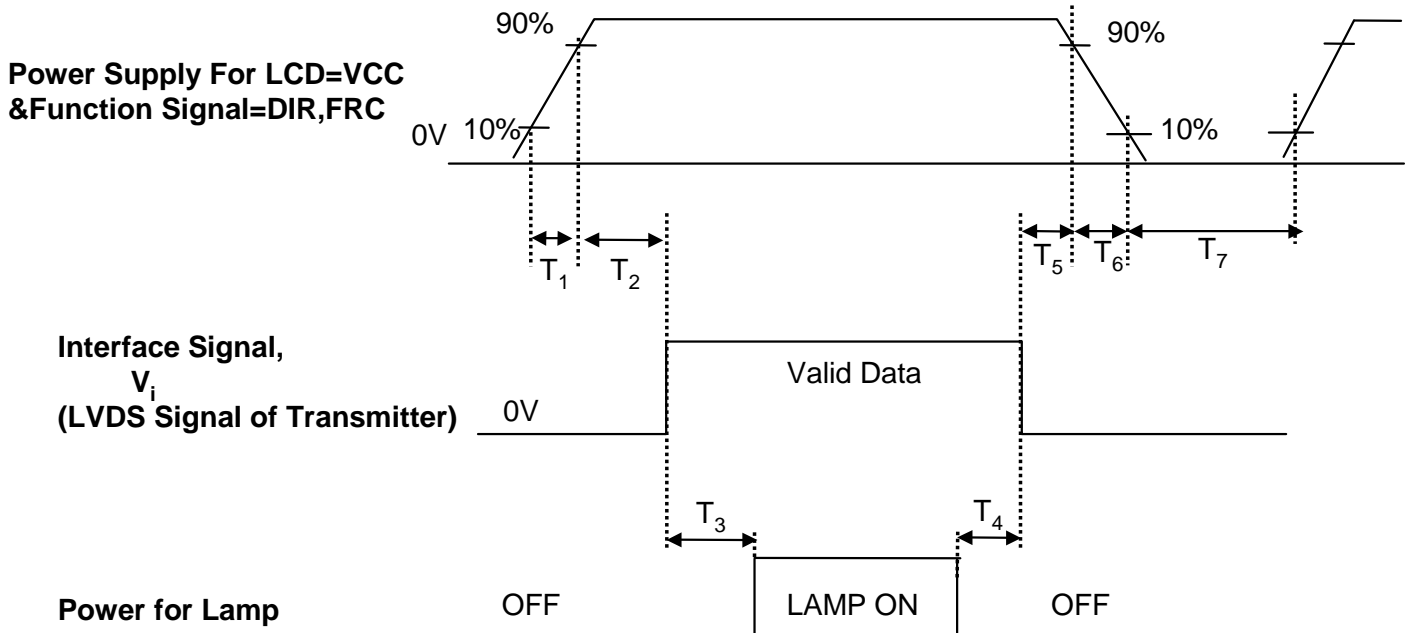 90%
90%
Power Supply For LCD=VCC
&Function Signal=DIR,FRC
0V
10%
10%
T1
T2
T5
T6
T7
Interface Signal,
Vi
(LVDS Signal of Transmitter)
0V
Valid Data
T3
T4
Power for Lamp
OFF
LAMP ON
OFF